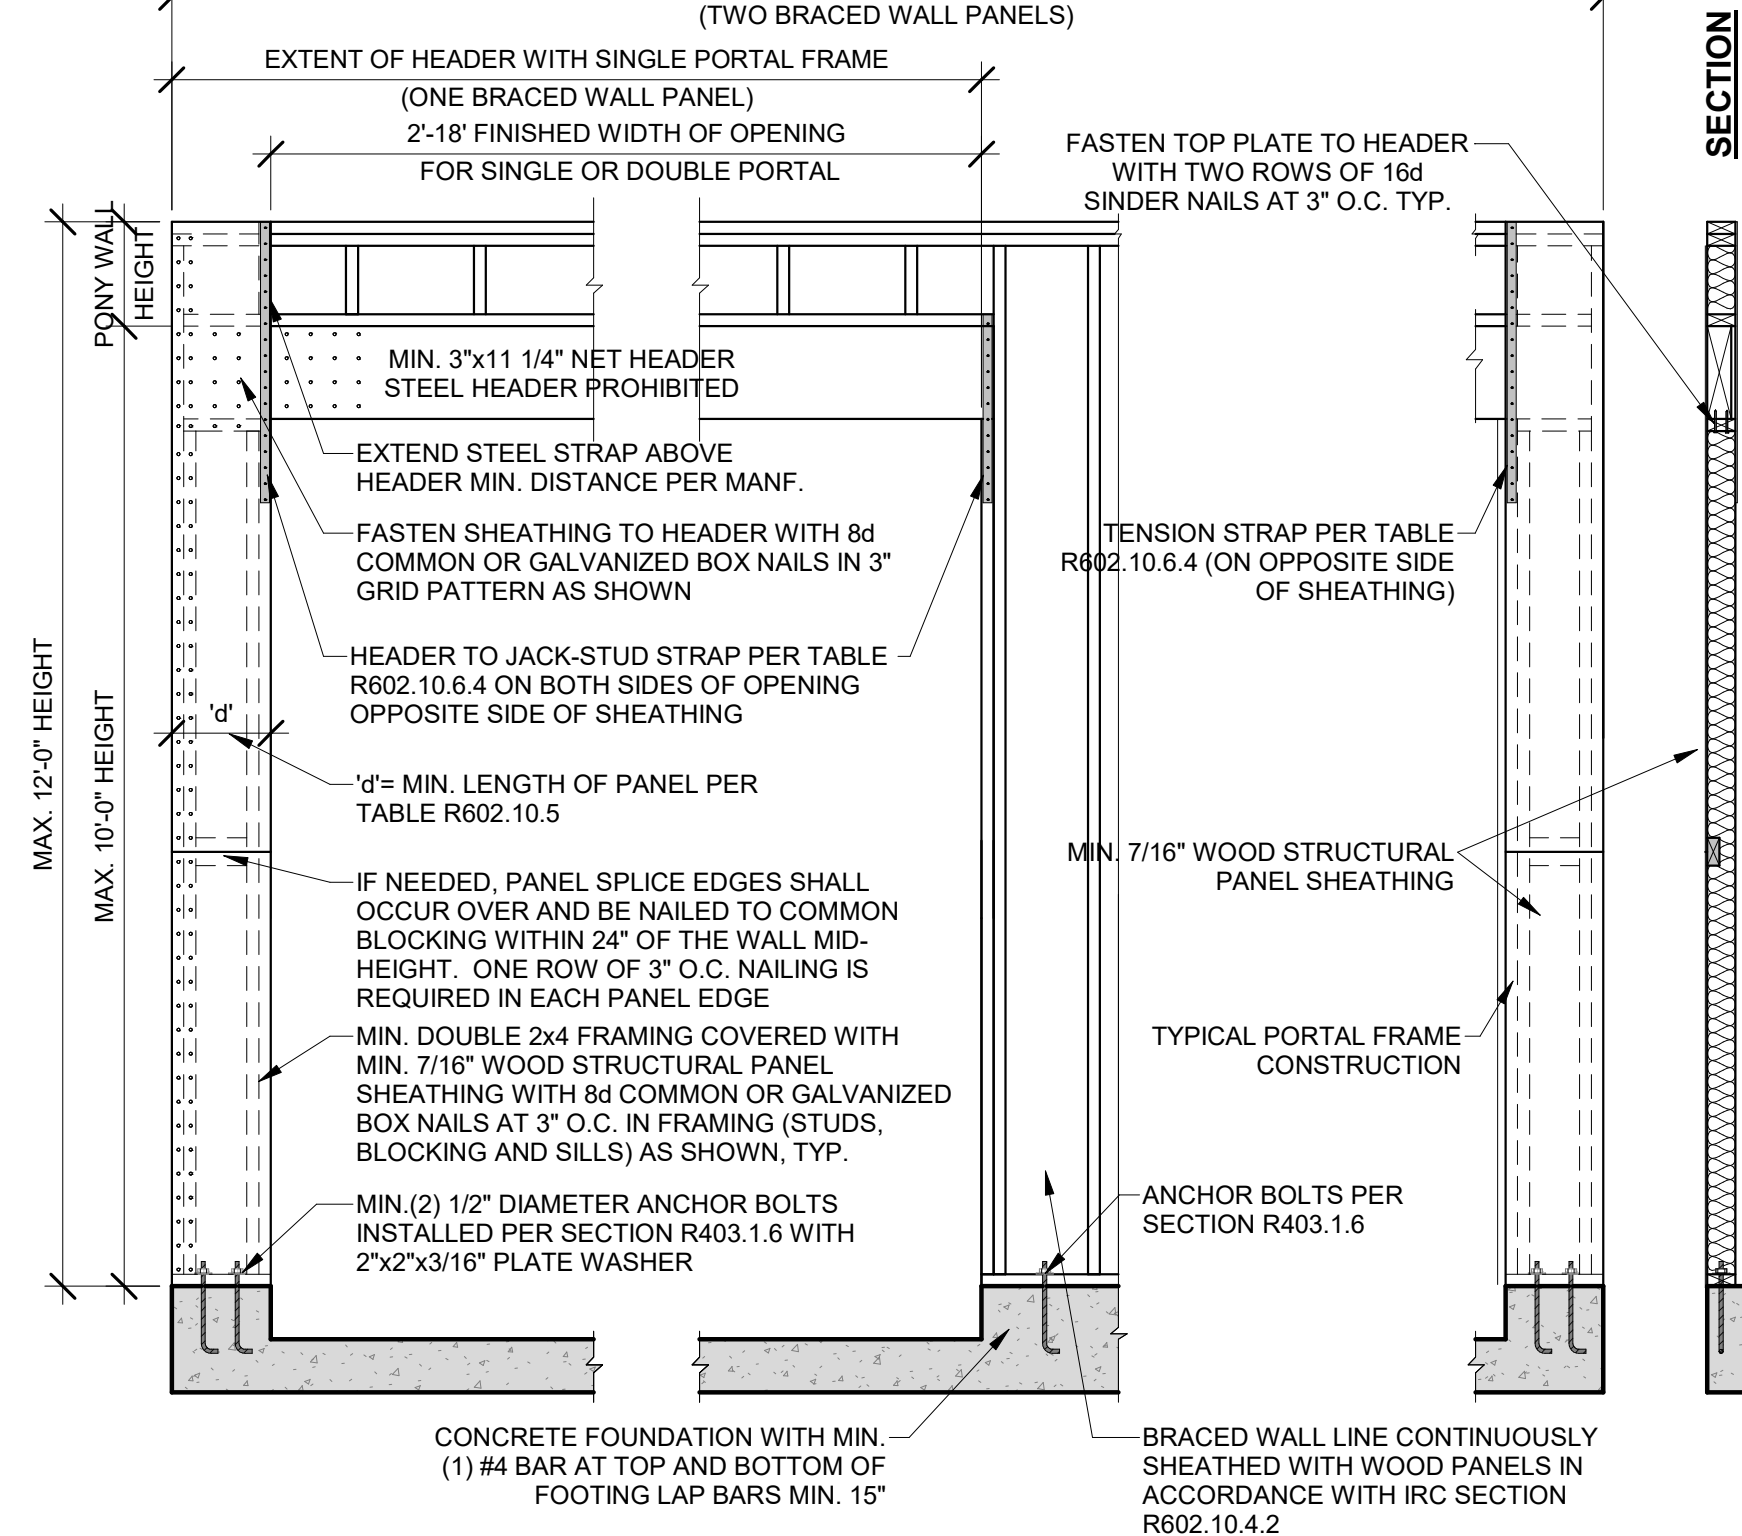 (TWO BRACED WALL PANELS)
EXTENT OF HEADER WITH SINGLE PORTAL FRAME
(ONE BRACED WALL PANEL)
2'-18' FINISHED WIDTH OF OPENING
FOR SINGLE OR DOUBLE PORTAL
SECTION
FASTEN TOP PLATE TO HEADER
WITH TWO ROWS OF 16d
SINDER NAILS AT 3" O.C. TYP.
PONY WALL
HEIGHT
MIN. 3"x11 1/4" NET HEADER
STEEL HEADER PROHIBITED
EXTEND STEEL STRAP ABOVE
HEADER MIN. DISTANCE PER MANF.
FASTEN SHEATHING TO HEADER WITH 8d
COMMON OR GALVANIZED BOX NAILS IN 3"
GRID PATTERN AS SHOWN
TENSION STRAP PER TABLE
R602.10.6.4 (ON OPPOSITE SIDE
OF SHEATHING)
HEADER TO JACK-STUD STRAP PER TABLE
R602.10.6.4 ON BOTH SIDES OF OPENING
OPPOSITE SIDE OF SHEATHING
MAX. 12'-0" HEIGHT
MAX. 10'-0" HEIGHT
'd'
'd'= MIN. LENGTH OF PANEL PER
TABLE R602.10.5
MIN. 7/16" WOOD STRUCTURAL
PANEL SHEATHING
IF NEEDED, PANEL SPLICE EDGES SHALL
OCCUR OVER AND BE NAILED TO COMMON
BLOCKING WITHIN 24" OF THE WALL MID-
HEIGHT.  ONE ROW OF 3" O.C. NAILING IS
REQUIRED IN EACH PANEL EDGE
MIN. DOUBLE 2x4 FRAMING COVERED WITH
MIN. 7/16" WOOD STRUCTURAL PANEL
SHEATHING WITH 8d COMMON OR GALVANIZED
BOX NAILS AT 3" O.C. IN FRAMING (STUDS,
BLOCKING AND SILLS) AS SHOWN, TYP.
TYPICAL PORTAL FRAME
CONSTRUCTION
MIN.(2) 1/2" DIAMETER ANCHOR BOLTS
INSTALLED PER SECTION R403.1.6 WITH
2"x2"x3/16" PLATE WASHER
ANCHOR BOLTS PER
SECTION R403.1.6
CONCRETE FOUNDATION WITH MIN.
(1) #4 BAR AT TOP AND BOTTOM OF
FOOTING LAP BARS MIN. 15"
BRACED WALL LINE CONTINUOUSLY
SHEATHED WITH WOOD PANELS IN
ACCORDANCE WITH IRC SECTION
R602.10.4.2